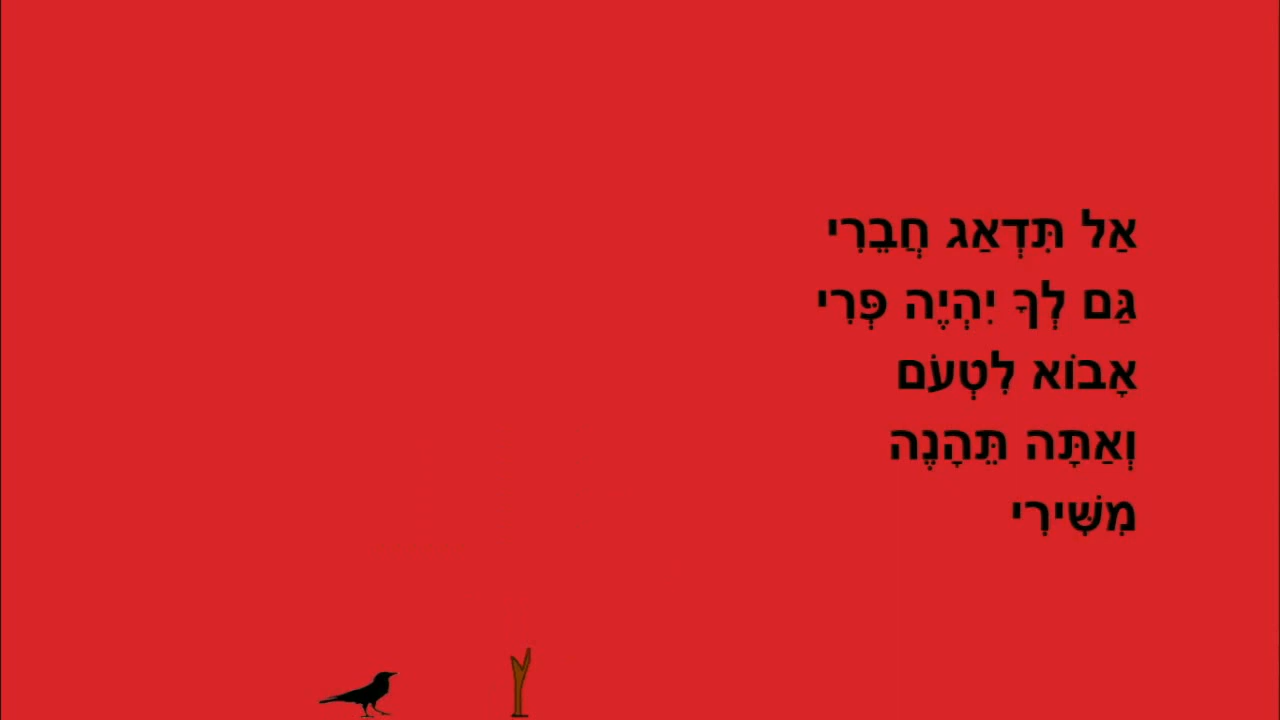 אַל תִּדְאַג חֲבֵרִי
גַּם לְךָ יִהְיֶה פְּרִי
אָבוֹא לִטְעֹם
וְאַתָּה תֵּהָנֶה
מִשִּׁירִי